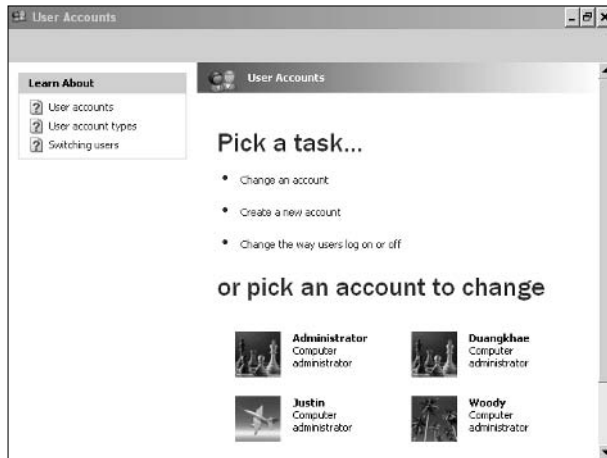 User Accounts
Learn About
User accounts
User account types
Switching users
User Accounts
Pick a task...
Change an account
Create a new account
Change the way users log on or off
or pick an account to change
Administrator
Computer
administrator
Duangkhae
Computer
administrator
Justin
Computer
administrator
Woody
Computer
administrator